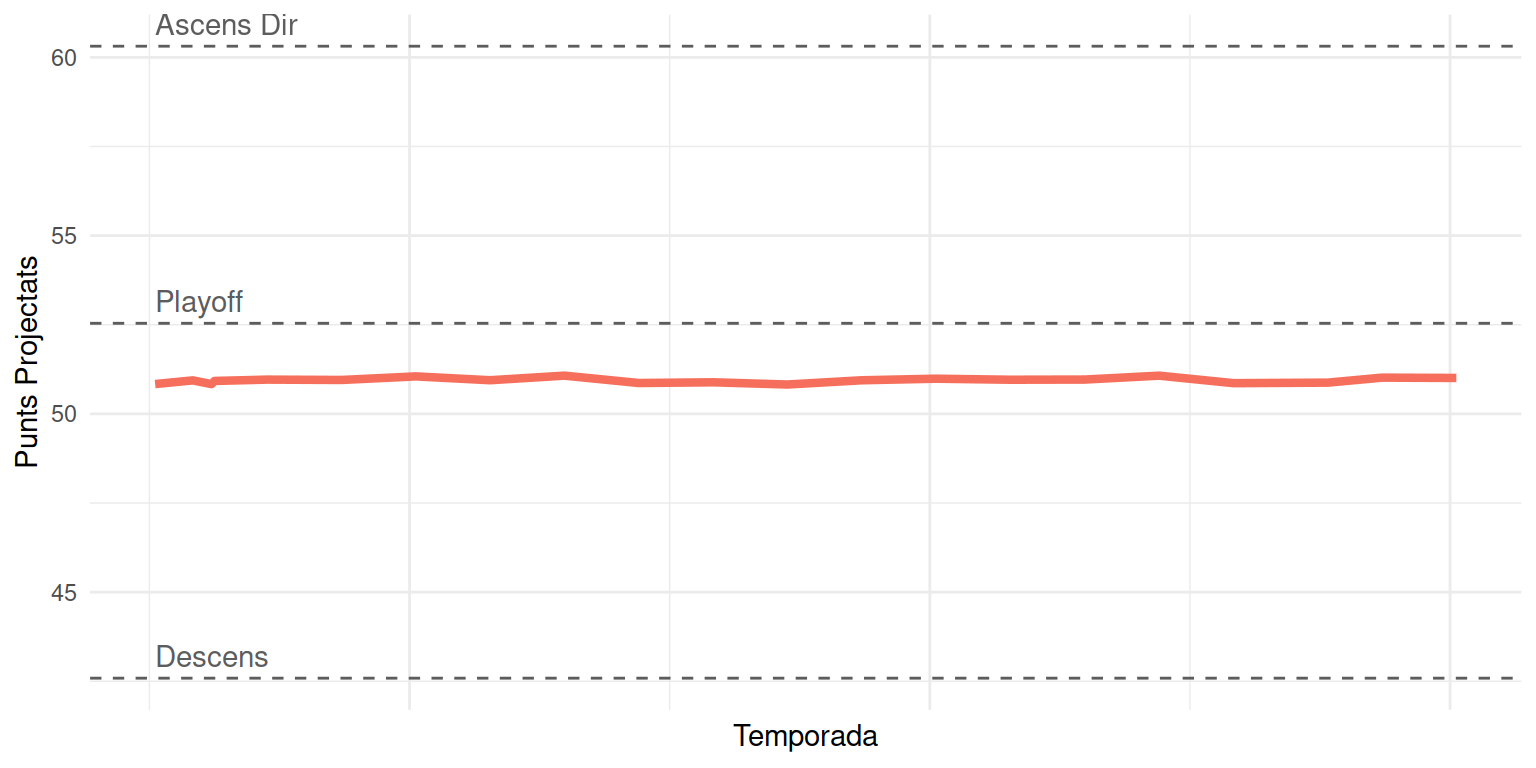 Ascens Dir
60
55
Playoff
50
45
Descens
Punts Projectats
Temporada